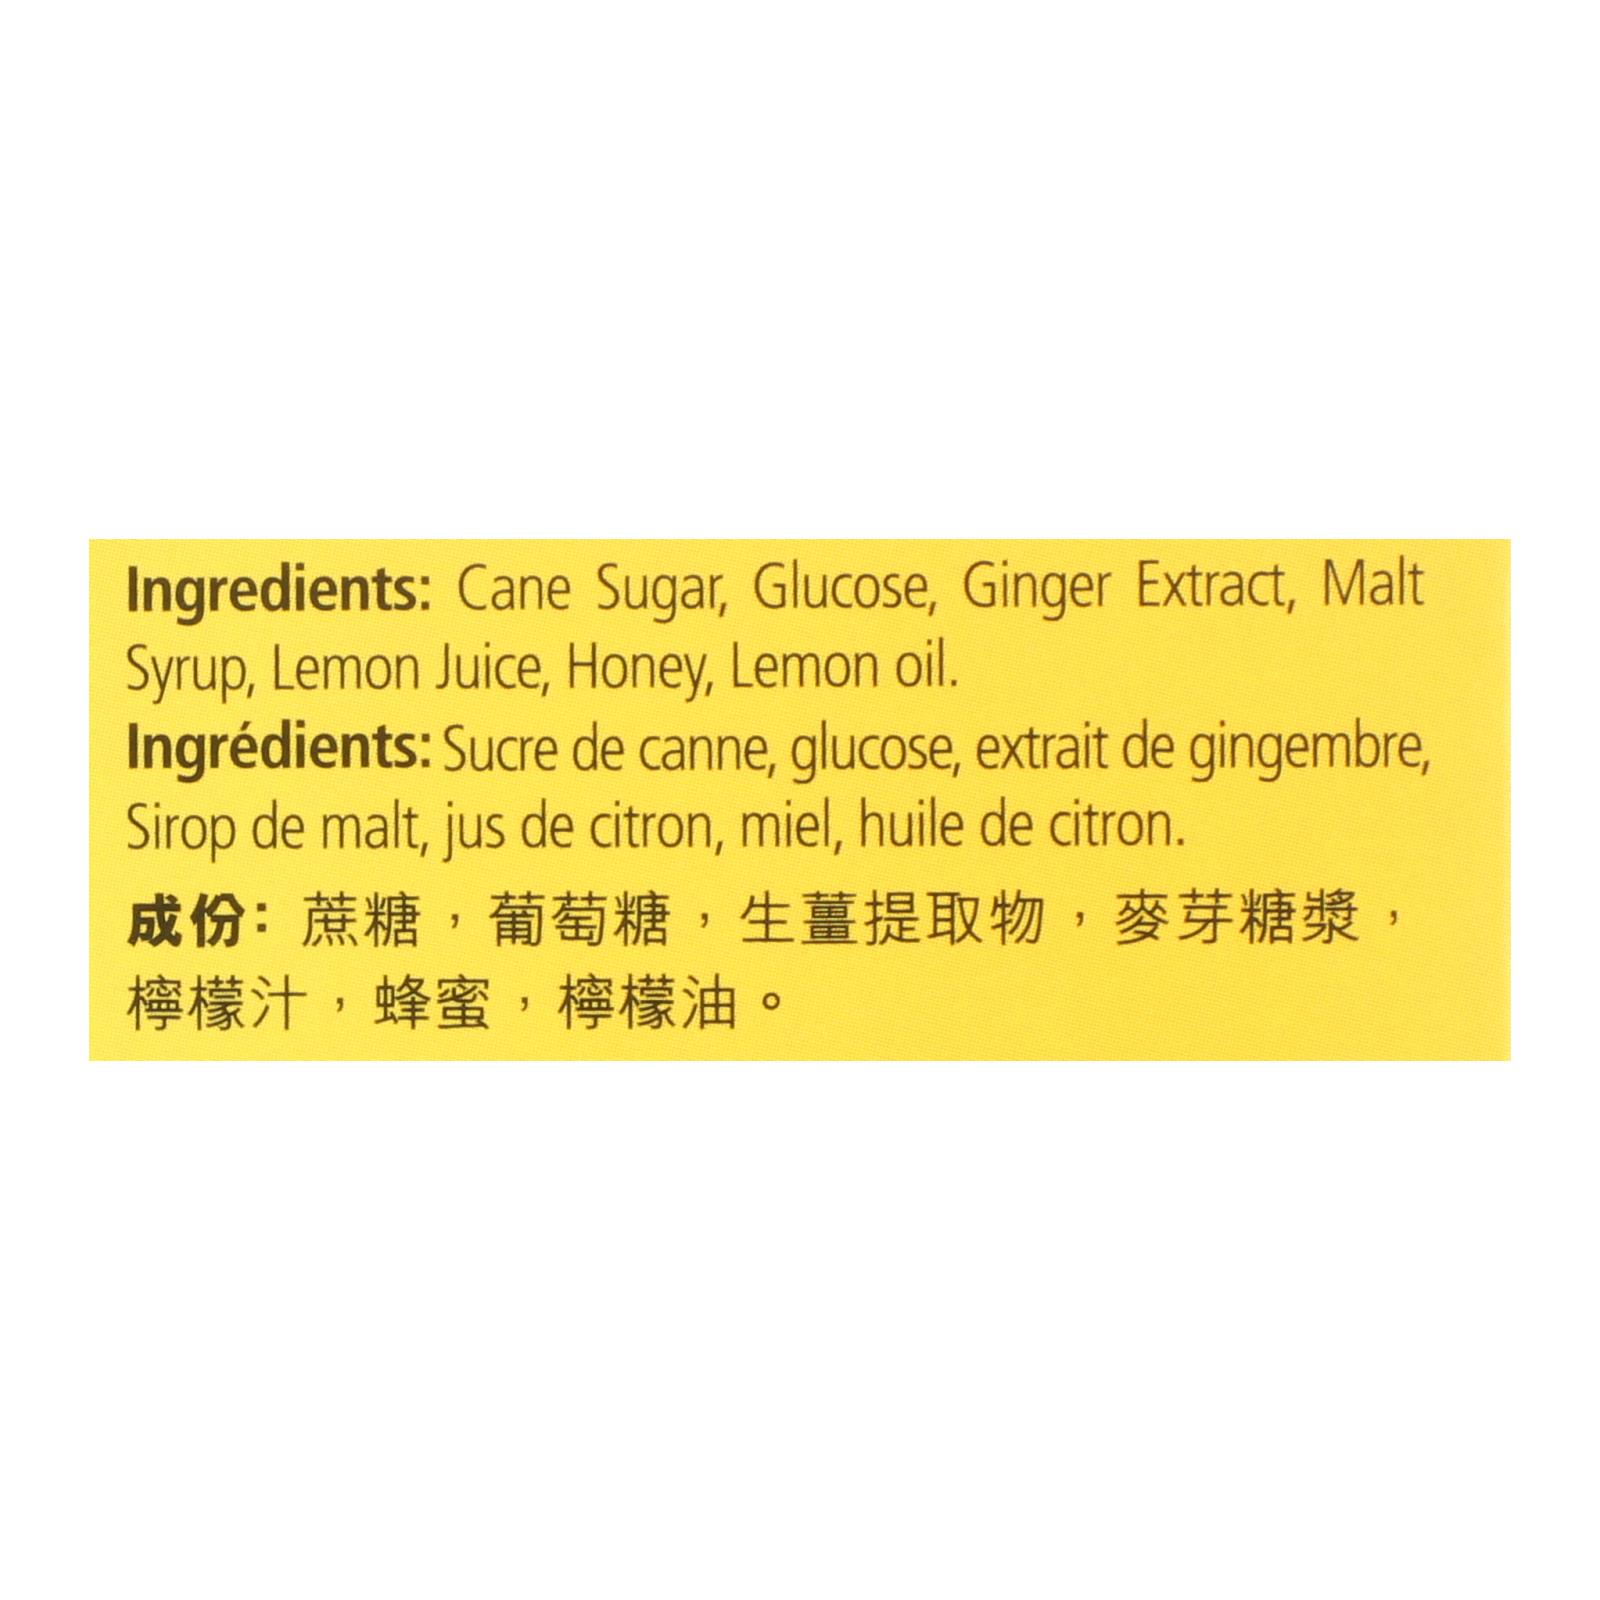 Ingredients: Cane Sugar, Glucose, Ginger Extract, Malt
Syrup, Lemon Juice, Honey, Lemon oil.
Ingrédients: Sucre de canne, glucose, extrait de gingembre,
Sirop de malt, jus de citron, miel, huile de citron.
成份：蔗糖，葡萄糖，生薑提取物，麥芽糖漿，
檸檬汁，蜂蜜，檸檬油。